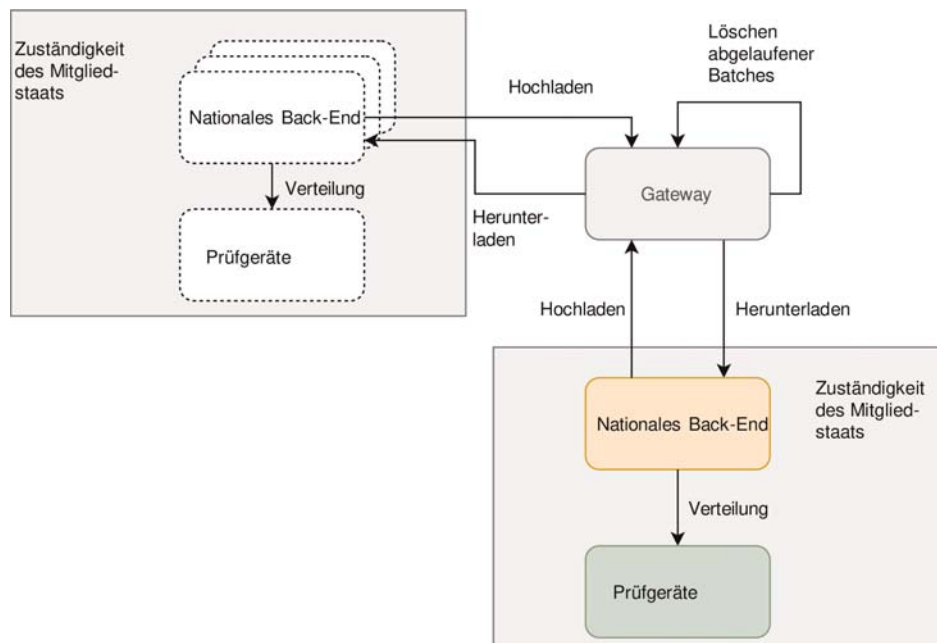 Zuständigkeit
des Mitglied-
staats
Nationales Back-End
Verteilung
Prüfgeräte
Hochladen
Herunter-
laden
Löschen
abgelaufener
Batches
Gateway
Hochladen
Herunterladen
Zuständigkeit
des Mitglied-
staats
Nationales Back-End
Verteilung
Prüfgeräte